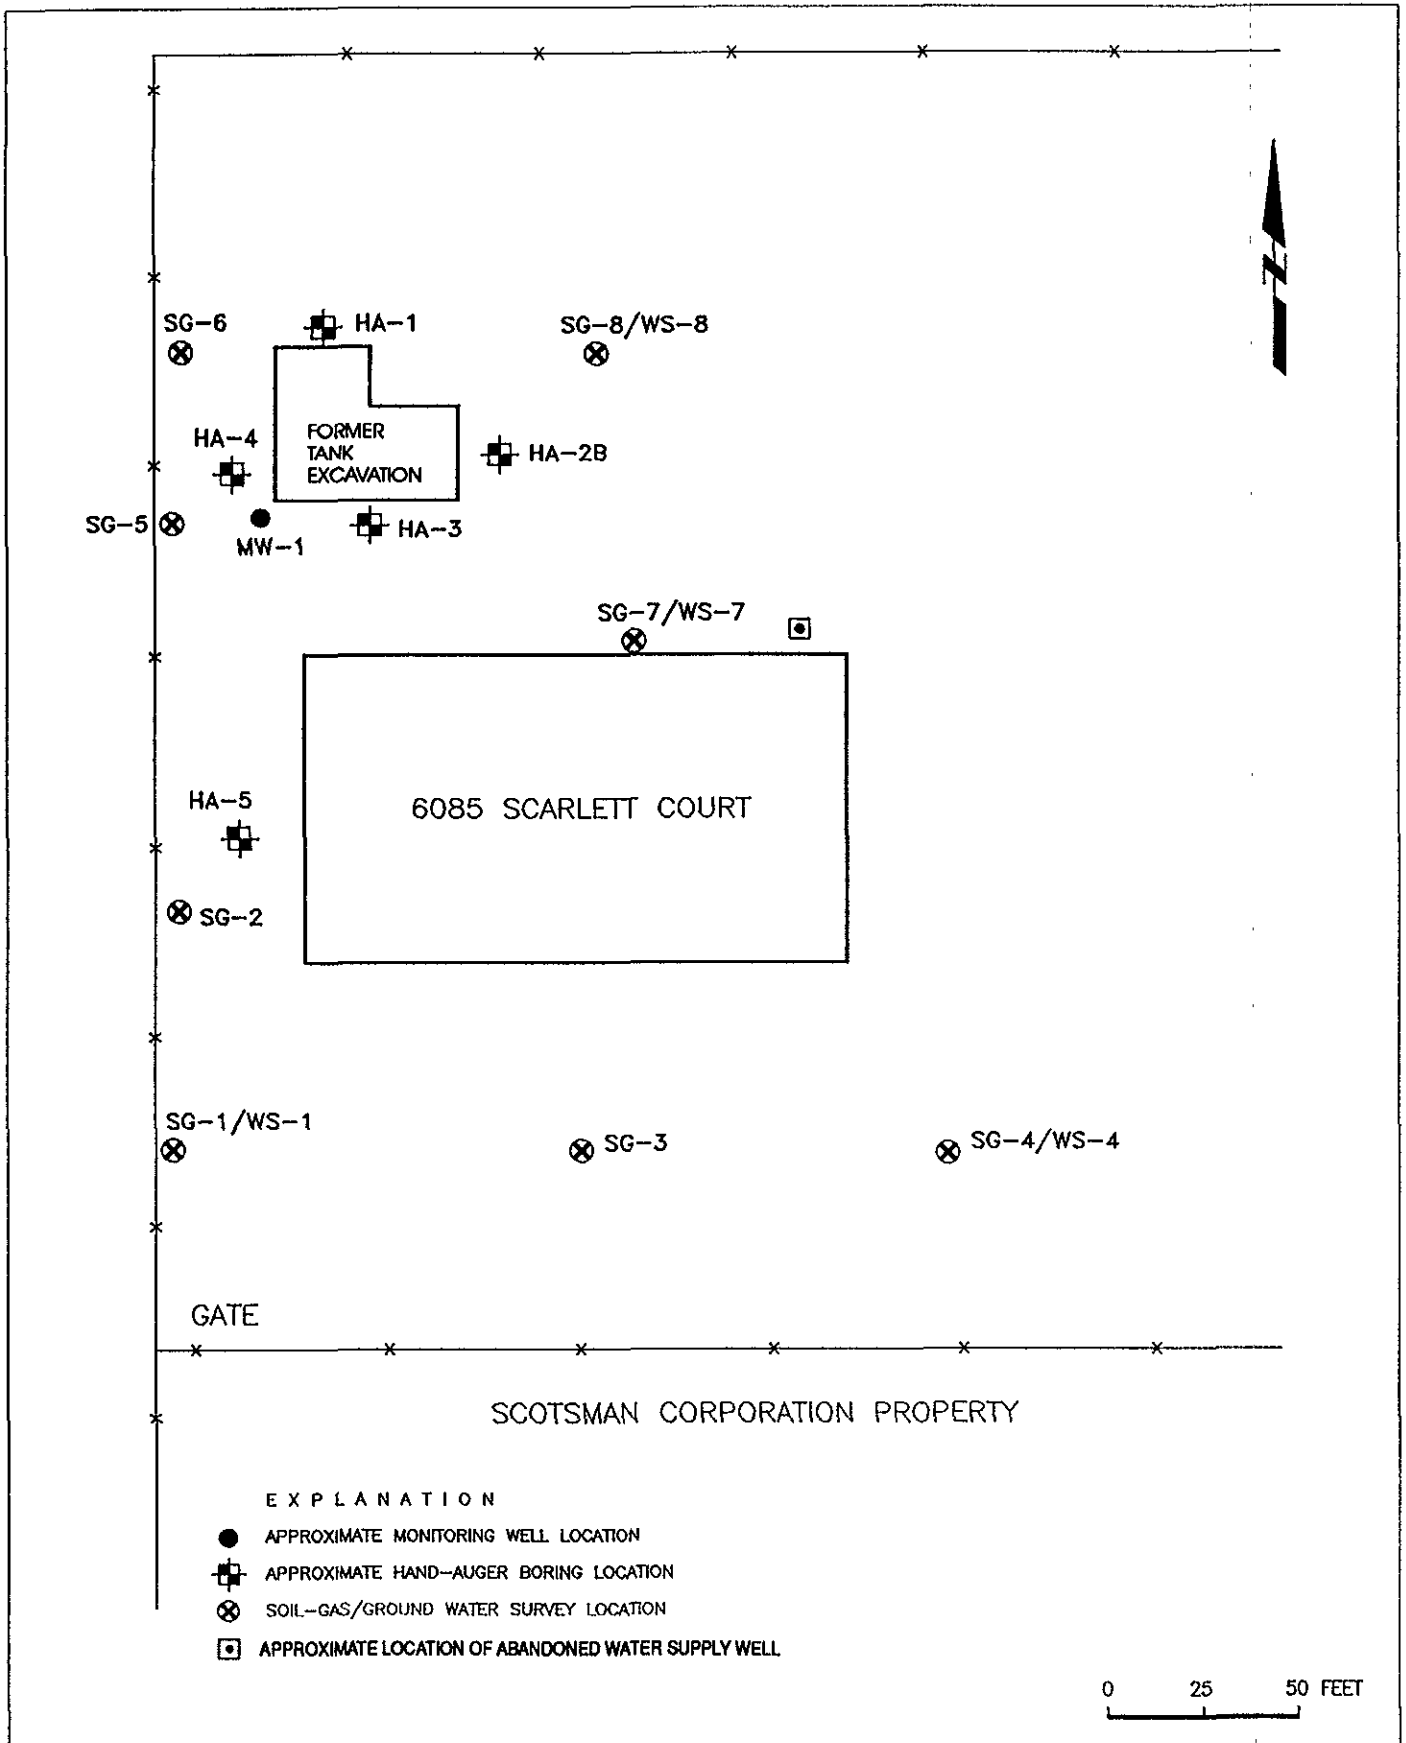 N
SG-6
HA-1
SG-8/WS-8
HA-4
FORMER
TANK
EXCAVATION
HA-2B
SG-5
MW-1
HA-3
SG-7/WS-7
HA-5
6085 SCARLETT COURT
SG-2
SG-1/WS-1
SG-3
SG-4/WS-4
GATE
SCOTSMAN CORPORATION PROPERTY
EXPLANATION
APPROXIMATE MONITORING WELL LOCATION
APPROXIMATE HAND-AUGER BORING LOCATION
SOIL-GAS/GROUND WATER SURVEY LOCATION
APPROXIMATE LOCATION OF ABANDONED WATER SUPPLY WELL
0 25 50 FEET